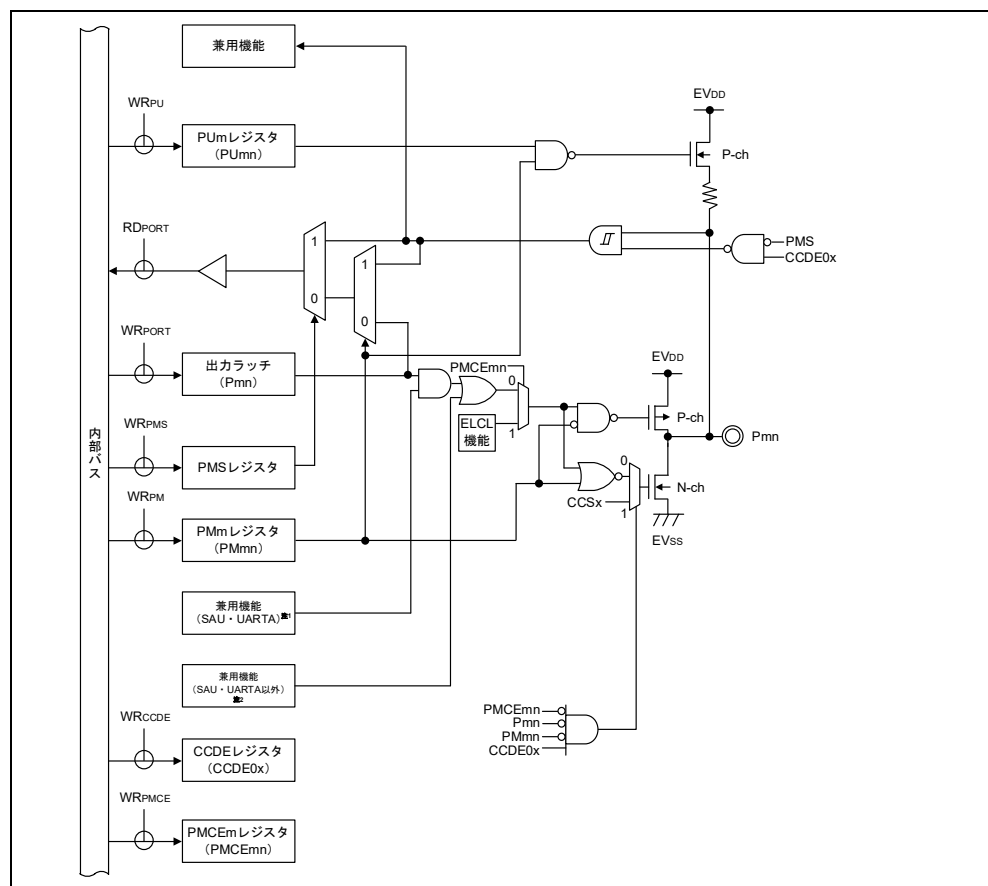 兼用機能
WRPU
PUmレジスタ
(PUmn)
EVDD
P-ch
RDPORT
1
0
1
0
PMS
CCDE0x
WRPORT
出力ラッチ
(Pmn)
PMCEmn
0
1
ELCL
機能
EVDD
P-ch
Pmn
内部バス
WRPMS
PMSレジスタ
0
1
CCSx
N-ch
EVSS
WRPM
PMmレジスタ
(PMmn)
兼用機能
(SAU・UARTA)注1
兼用機能
(SAU・UARTA以外)
注2
PMCEmn
Pmn
PMmn
CCDE0x
WRCCDE
CCDEレジスタ
(CCDE0x)
WRPMCE
PMCEmレジスタ
(PMCEmn)